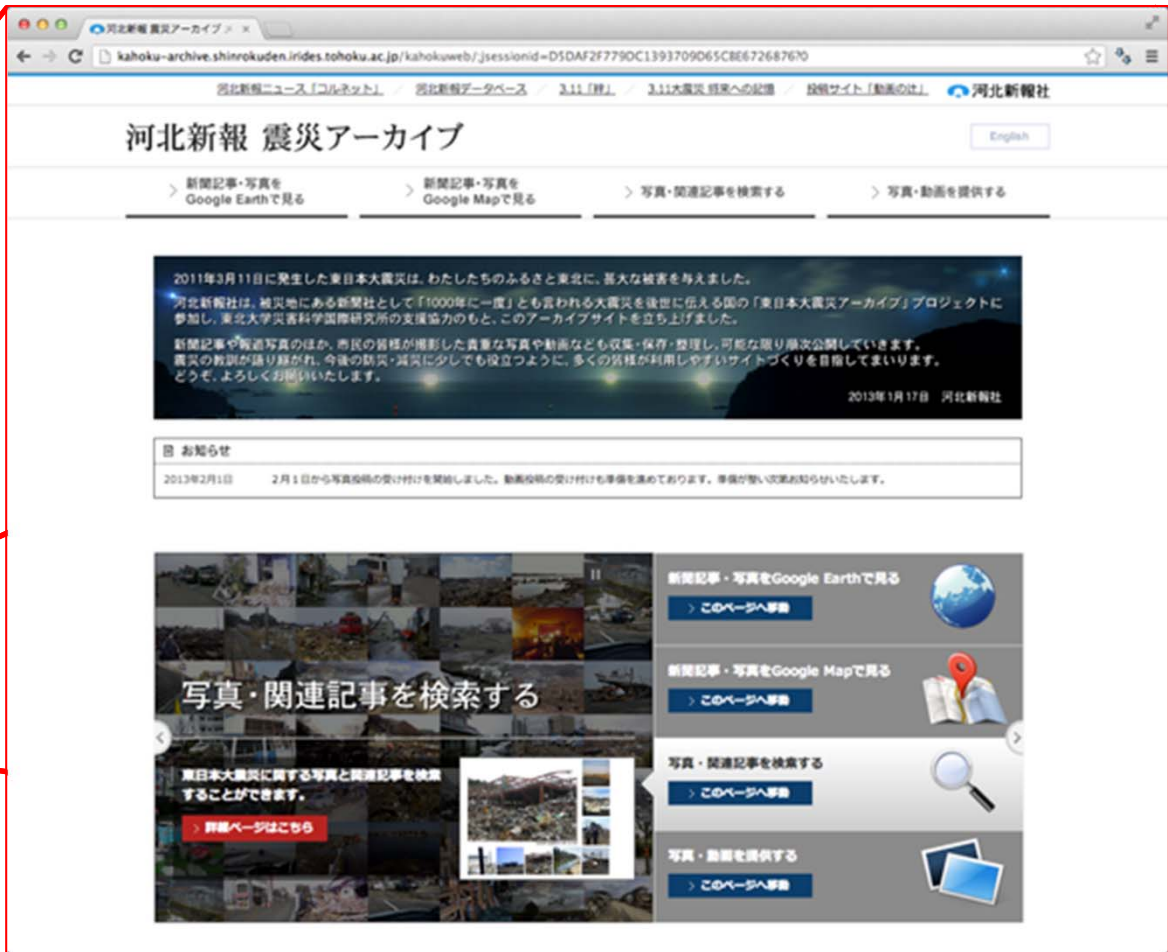 河北新報 震災アーカイブ ×
kahoku-archive.shinrokuden.irides.tohoku.ac.jp/kahokuweb/;jsessionid=D5DAF2F779DC1393709D65CBE67268767?0
河北新報ニュース「コルネット」 / 河北新報データベース / 3.11「絆」 / 3.11大震災 将来への記憶 / 投稿サイト「動画の辻」 河北新報社
河北新報 震災アーカイブ
English
新聞記事・写真を
Google Earthで見る
新聞記事・写真を
Google Mapで見る
写真・関連記事を検索する
写真・動画を提供する
2011年3月11日に発生した東日本大震災は、わたしたちのふるさと東北に、甚大な被害を与えました。
河北新報社は、被災地にある新聞社として「1000年に一度」とも言われる大震災を後世に伝える国の「東日本大震災アーカイブ」プロジェクトに
参加し、東北大学災害科学国際研究所の支援協力のもと、このアーカイブサイトを立ち上げました。
新聞記事や報道写真のほか、市民の皆様が撮影した貴重な写真や動画なども収集・保存・整理し、可能な限り順次公開していきます。
震災の教訓が語り継がれ、今後の防災・減災に少しでも役立つように、多くの皆様が利用しやすいサイトづくりを目指してまいります。
どうぞ、よろしくお願いいたします。
2013年1月17日 河北新報社
お知らせ
2013年2月1日 2月1日から写真投稿の受け付けを開始しました。動画投稿の受け付けも準備を進めております。準備が整い次第お知らせいたします。
写真・関連記事を検索する
東日本大震災に関する写真と関連記事を検索
することができます。
> 詳細ページはこちら
新聞記事・写真をGoogle Earthで見る
> このページへ移動
新聞記事・写真をGoogle Mapで見る
> このページへ移動
写真・関連記事を検索する
> このページへ移動
写真・動画を提供する
> このページへ移動